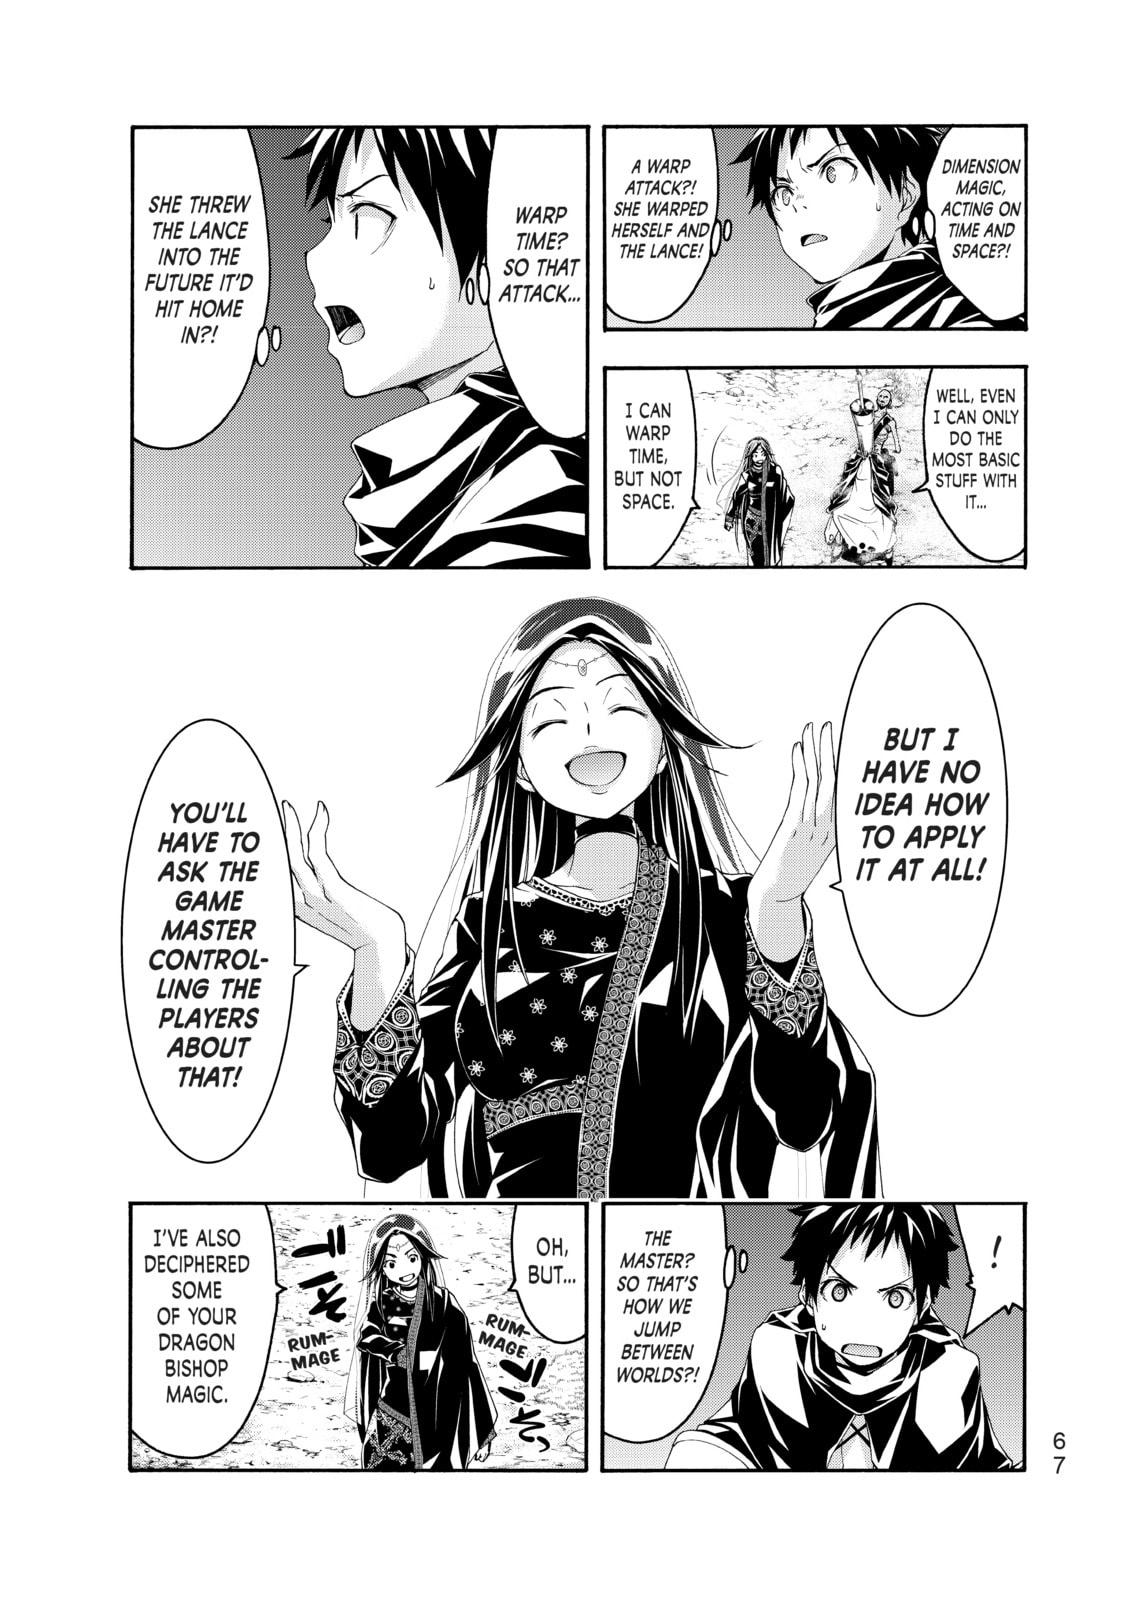 DIMENSION
MAGIC,
ACTING ON
TIME AND
SPACE?!
A WARP
ATTACK?!
SHE WARPED
HERSELF AND
THE LANCE!
WELL, EVEN
I CAN ONLY
DO THE
MOST BASIC
STUFF WITH
IT...
I CAN
WARP
TIME,
BUT NOT
SPACE.
WARP
TIME?
SO THAT
ATTACK...
SHE THREW
THE LANCE
INTO THE
FUTURE IT'D
HIT HOME
IN?!
BUT I
HAVE NO
IDEA HOW
TO APPLY
IT AT ALL!
YOU'LL
HAVE TO
ASK THE
GAME
MASTER
CONTROL-
LING THE
PLAYERS
ABOUT
THAT!
!
THE
MASTER?
SO THAT'S
HOW WE
JUMP
BETWEEN
WORLDS?!
OH,
BUT...
RUM-
MAGE
ごそっ
RUM-
MAGE
ごそ
I'VE ALSO
DECIPHERED
SOME
OF YOUR
DRAGON
BISHOP
MAGIC.
67